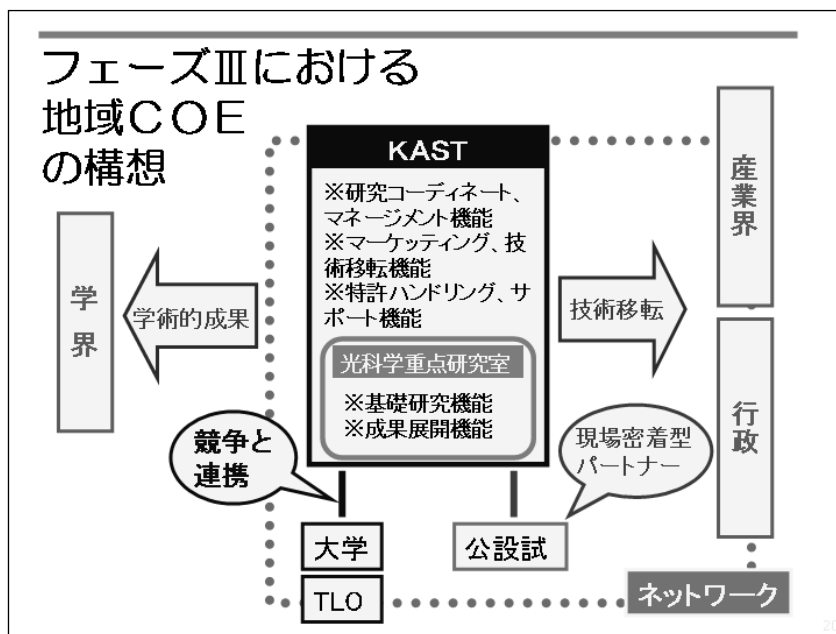 フェーズⅢにおける
地域ＣＯＥ
の構想
KAST
※研究コーディネート、
マネージメント機能
※マーケッティング、技
術移転機能
※特許ハンドリング、サ
ポート機能
光科学重点研究室
※基礎研究機能
※成果展開機能
学界
学術的成果
技術移転
産業界
行政
競争と
連携
現場密着型
パートナー
大学
TLO
公設試
ネットワーク
20